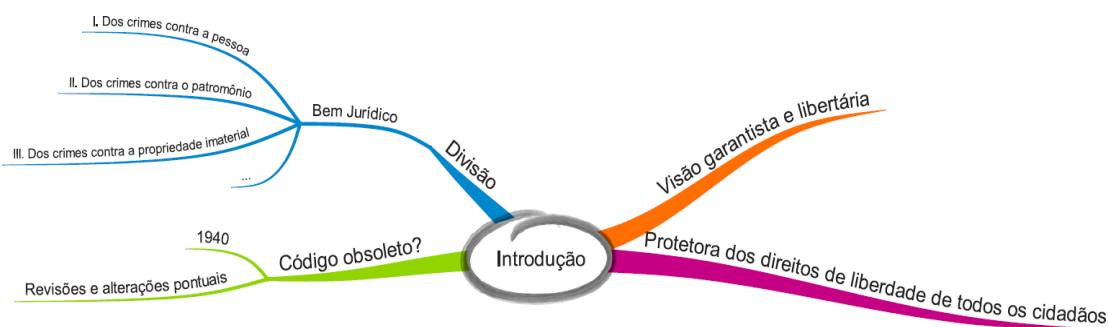 Introdução
Divisão
Bem Jurídico
I. Dos crimes contra a pessoa
II. Dos crimes contra o patromônio
III. Dos crimes contra a propriedade imaterial
...
Código obsoleto?
1940
Revisões e alterações pontuais
Visão garantista e libertária
Protetora dos direitos de liberdade de todos os cidadãos